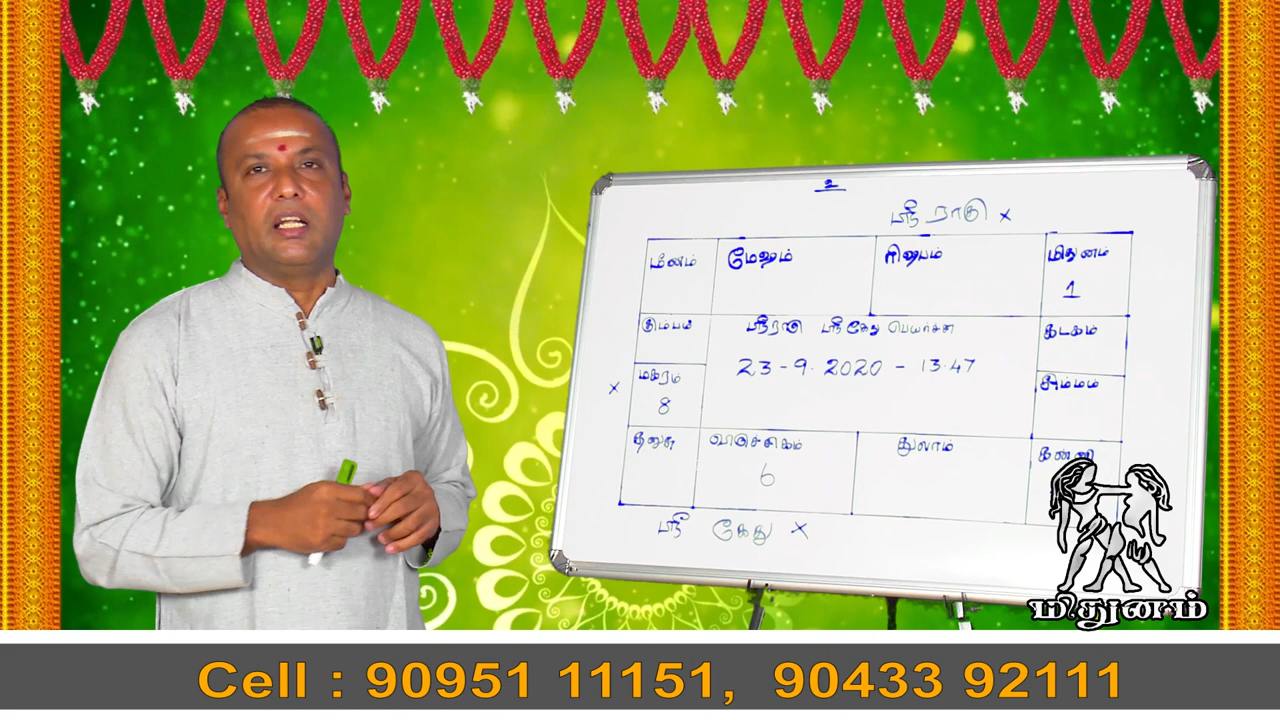 உ
ஸ்ரீ ராகு x
மீனம் மேஷம் ரிஷபம் மிதுனம்
1
கும்பம் ஸ்ரீராகு ஸ்ரீகேது பெயர்ச்சி கடகம்
23-9.2020 - 13.47
x மகரம் சிம்மம்
8
தனுசு விருச்சிகம் துலாம் கன்னி
6
ஸ்ரீ கேது x
மிதுனம்
Cell : 90951 11151, 90433 92111